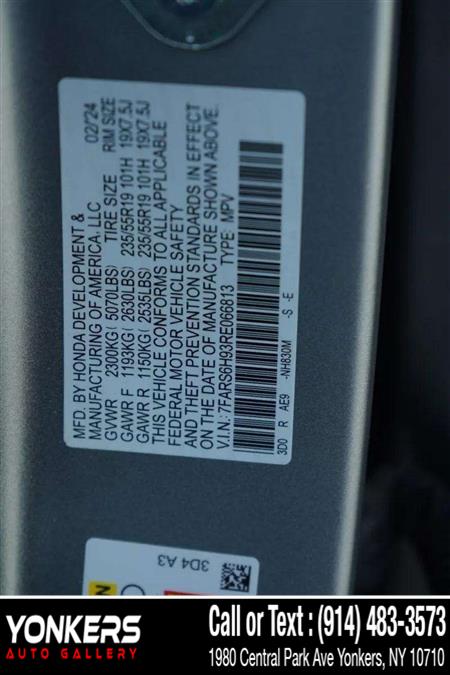 MFD. BY HONDA DEVELOPMENT & 02/'24
MANUFACTURING OF AMERICA, LLC
GVWR 2300KG( 5070LBS) TIRE SIZE RIM SIZE
GAWR F 1193KG( 2630LBS) 235/55R19 101H 19X7.5J
GAWR R 1150KG( 2535LBS) 235/55R19 101H 19X7.5J
THIS VEHICLE CONFORMS TO ALL APPLICABLE
FEDERAL MOTOR VEHICLE SAFETY
AND THEFT PREVENTION STANDARDS IN EFFECT
ON THE DATE OF MANUFACTURE SHOWN ABOVE.
V.I.N.: 7FARS6H93RE066813 TYPE: MPV
3D0 R AE9 -NH830M -S -E
3D4 A3
YONKERS
AUTO GALLERY
Call or Text : (914) 483-3573
1980 Central Park Ave Yonkers, NY 10710